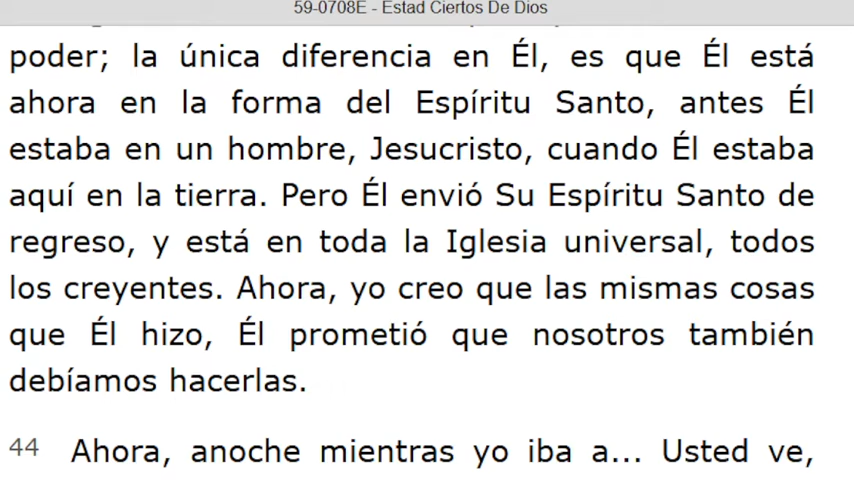 59-0708E - Estad Ciertos De Dios
poder; la única diferencia en Él, es que Él está
ahora en la forma del Espíritu Santo, antes Él
estaba en un hombre, Jesucristo, cuando Él estaba
aquí en la tierra. Pero Él envió Su Espíritu Santo de
regreso, y está en toda la Iglesia universal, todos
los creyentes. Ahora, yo creo que las mismas cosas
que Él hizo, Él prometió que nosotros también
debíamos hacerlas.
44 Ahora, anoche mientras yo iba a... Usted ve,